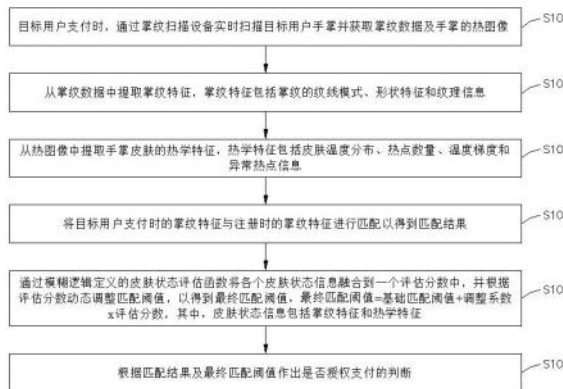 目标用户支付时，通过掌纹扫描设备实时扫描目标用户手掌并获取掌纹数据及手掌的热图像
S10
从掌纹数据中提取掌纹特征，掌纹特征包括掌纹的纹线模式、形状特征和纹理信息
S10
从热图像中提取手掌皮肤的热学特征，热学特征包括皮肤温度分布、热点数量、温度梯度和
异常热点信息
S10
将目标用户支付时的掌纹特征与注册时的掌纹特征进行匹配以得到匹配结果
S10
通过模糊逻辑定义的皮肤状态评估函数将各个皮肤状态信息融合到一个评估分数中，并根据
评估分数动态调整匹配阈值，以得到最终匹配阈值，最终匹配阈值=基础匹配阈值+调整系数
x评估分数，其中，皮肤状态信息包括掌纹特征和热学特征
S10
根据匹配结果及最终匹配阈值作出是否授权支付的判断
S10